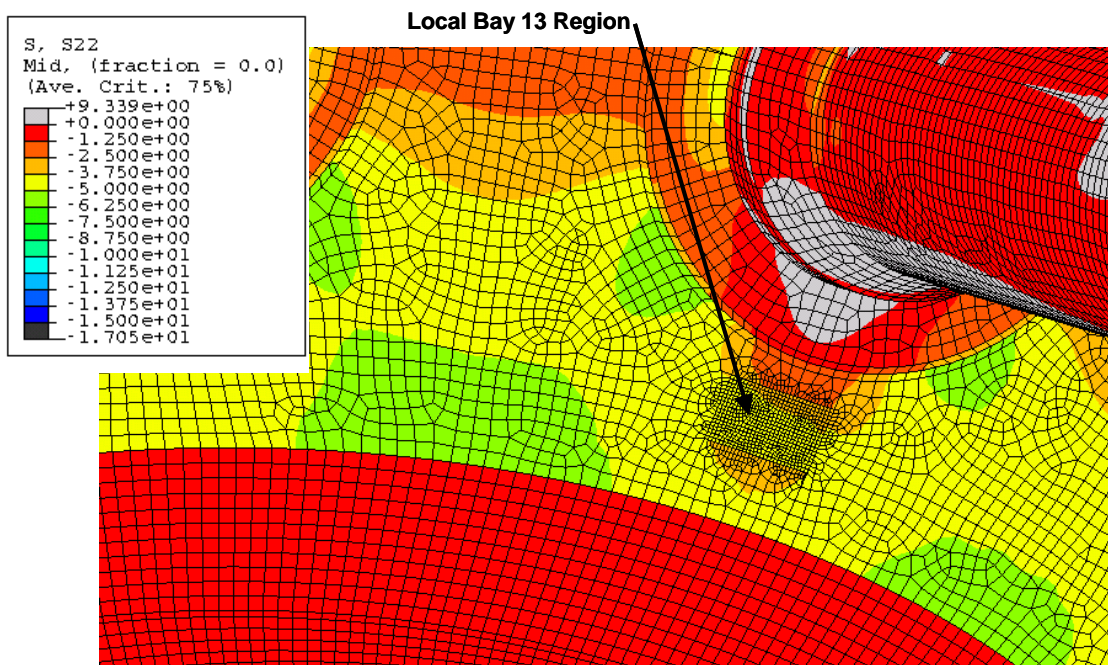 Local Bay 13 Region
S, S22
Mid, (fraction = 0.0)
(Ave. Crit.: 75%)
+9.339e+00
+0.000e+00
-1.250e+00
-2.500e+00
-3.750e+00
-5.000e+00
-6.250e+00
-7.500e+00
-8.750e+00
-1.000e+01
-1.125e+01
-1.250e+01
-1.375e+01
-1.500e+01
-1.705e+01